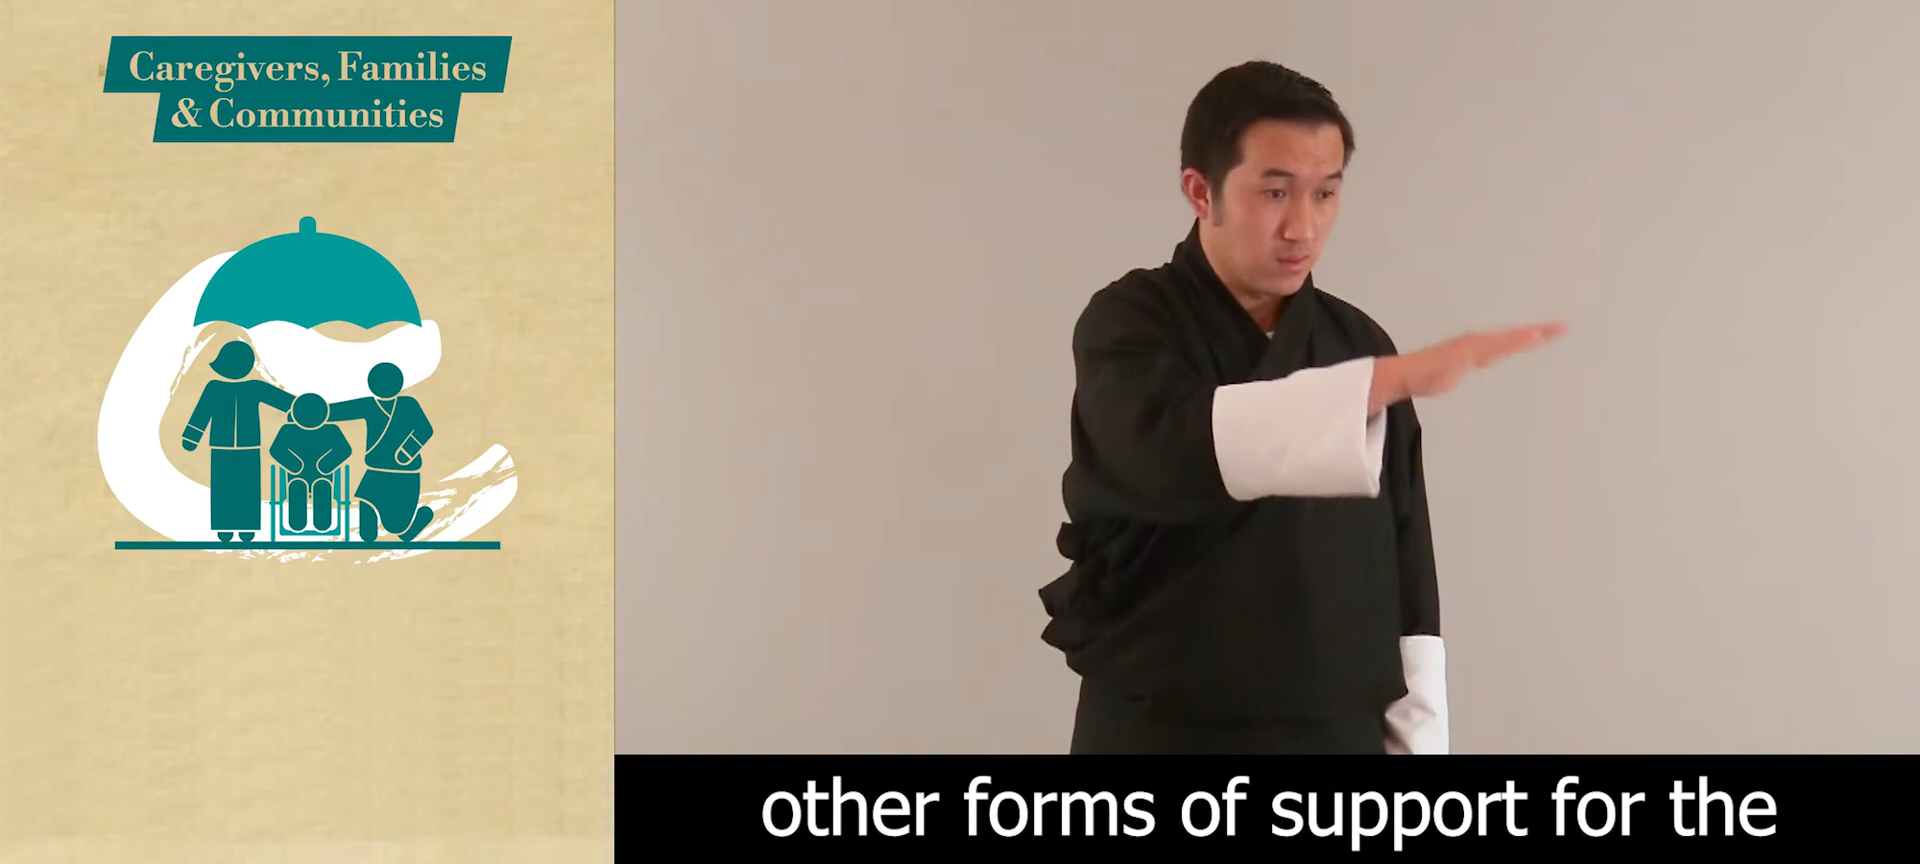 Caregivers, Families
& Communities
other forms of support for the